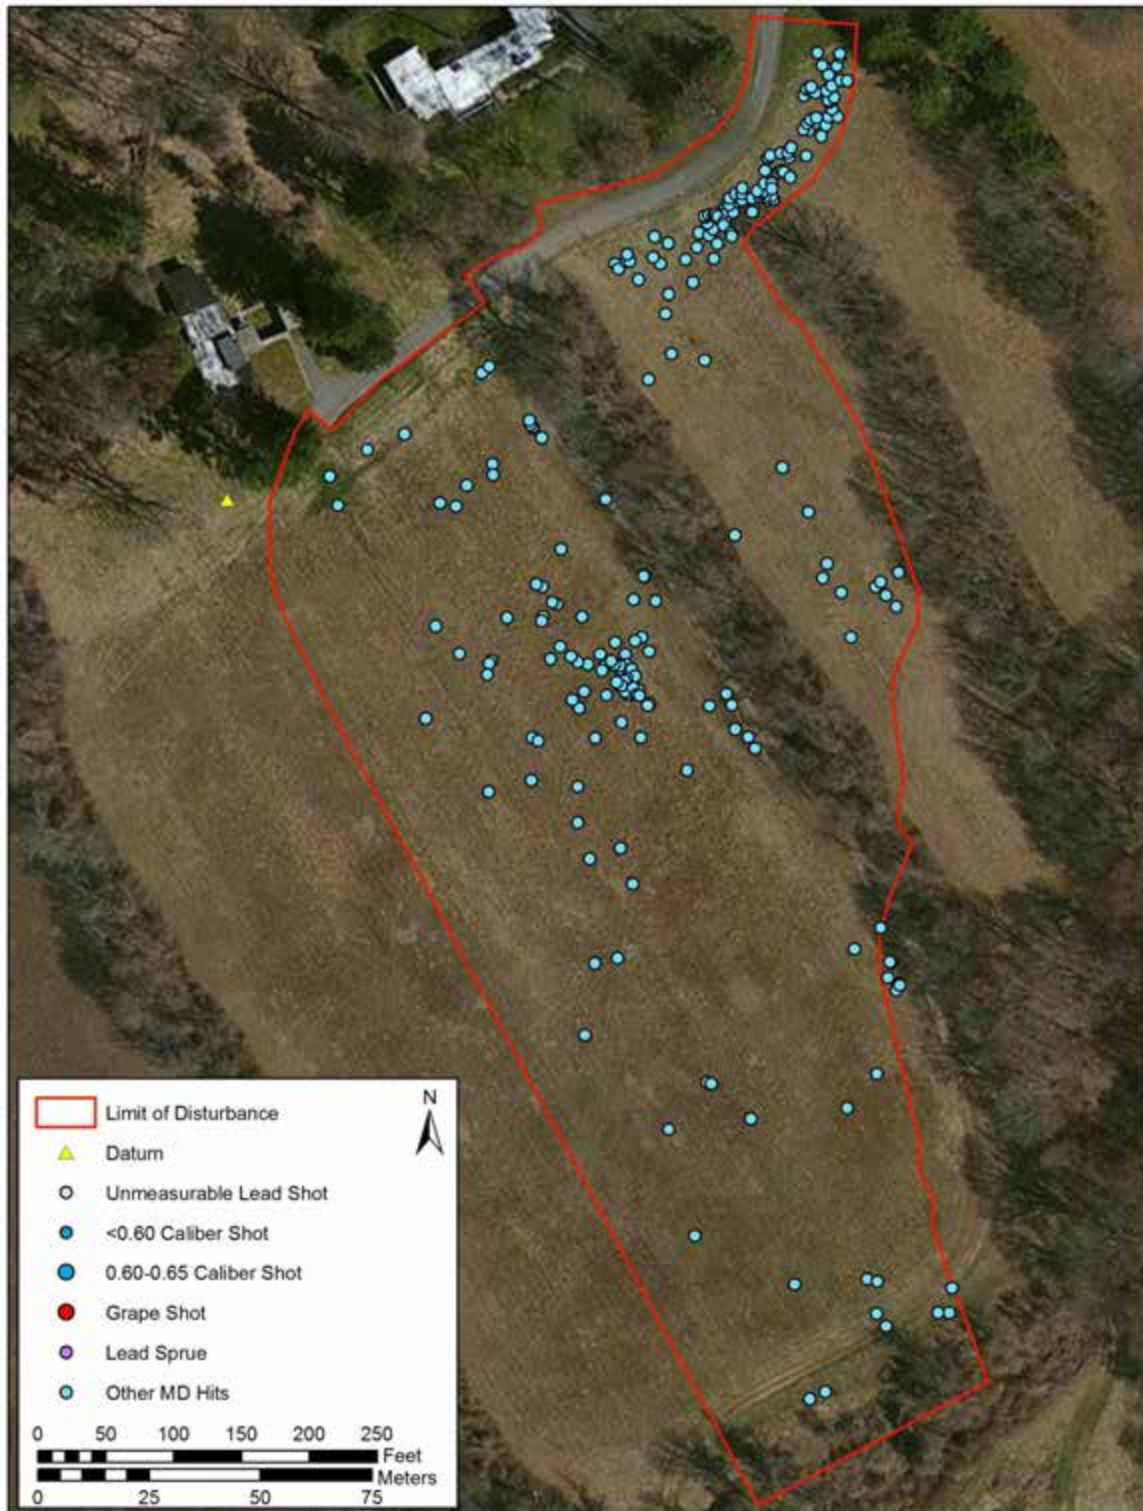 Limit of Disturbance
N
Datum
Unmeasurable Lead Shot
<0.60 Caliber Shot
0.60-0.65 Caliber Shot
Grape Shot
Lead Sprue
Other MD Hits
0 50 100 150 200 250
Feet
Meters
0 25 50 75